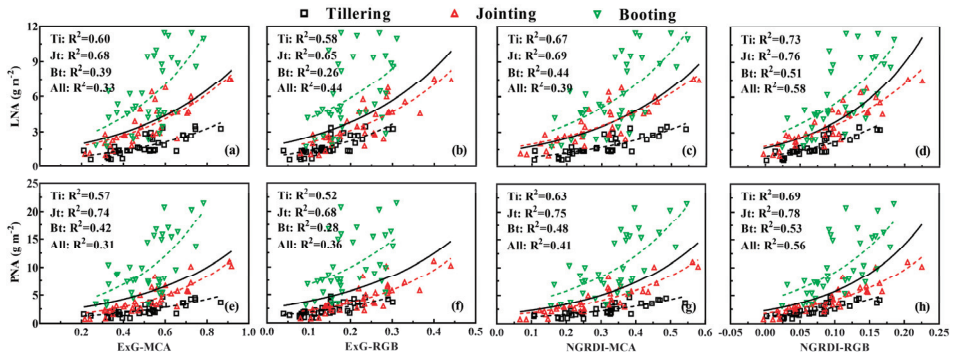 Tillering Jointing Booting
LNA (g m⁻²)
12
9
6
3
0
Ti: R²=0.60
Jt: R²=0.68
Bt: R²=0.39
All: R²=0.33
(a)
Ti: R²=0.58
Jt: R²=0.65
Bt: R²=0.26
All: R²=0.44
(b)
Ti: R²=0.67
Jt: R²=0.69
Bt: R²=0.44
All: R²=0.39
(c)
Ti: R²=0.73
Jt: R²=0.76
Bt: R²=0.51
All: R²=0.58
(d)
PNA (g m⁻²)
25
20
15
10
5
0
Ti: R²=0.57
Jt: R²=0.74
Bt: R²=0.42
All: R²=0.31
(e)
Ti: R²=0.52
Jt: R²=0.68
Bt: R²=0.28
All: R²=0.36
(f)
Ti: R²=0.63
Jt: R²=0.75
Bt: R²=0.48
All: R²=0.41
(g)
Ti: R²=0.69
Jt: R²=0.78
Bt: R²=0.53
All: R²=0.56
(h)
0.0 0.2 0.4 0.6 0.8 1.0
0.1 0.2 0.3 0.4 0.5
0.0 0.1 0.2 0.3 0.4 0.5 0.6
-0.05 0.00 0.05 0.10 0.15 0.20 0.25
ExG-MCA
ExG-RGB
NGRDI-MCA
NGRDI-RGB